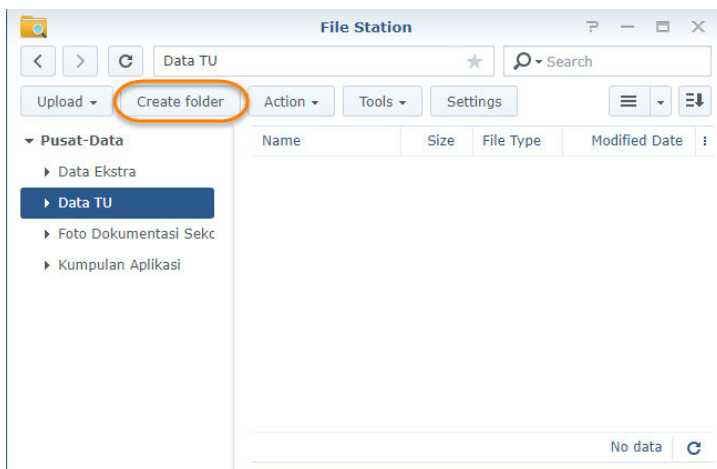 File Station
Data TU
Search
Upload Create folder Action Tools Settings
Pusat-Data
Name Size File Type Modified Date
Data Ekstra
Data TU
Foto Dokumentasi Sekc
Kumpulan Aplikasi
No data